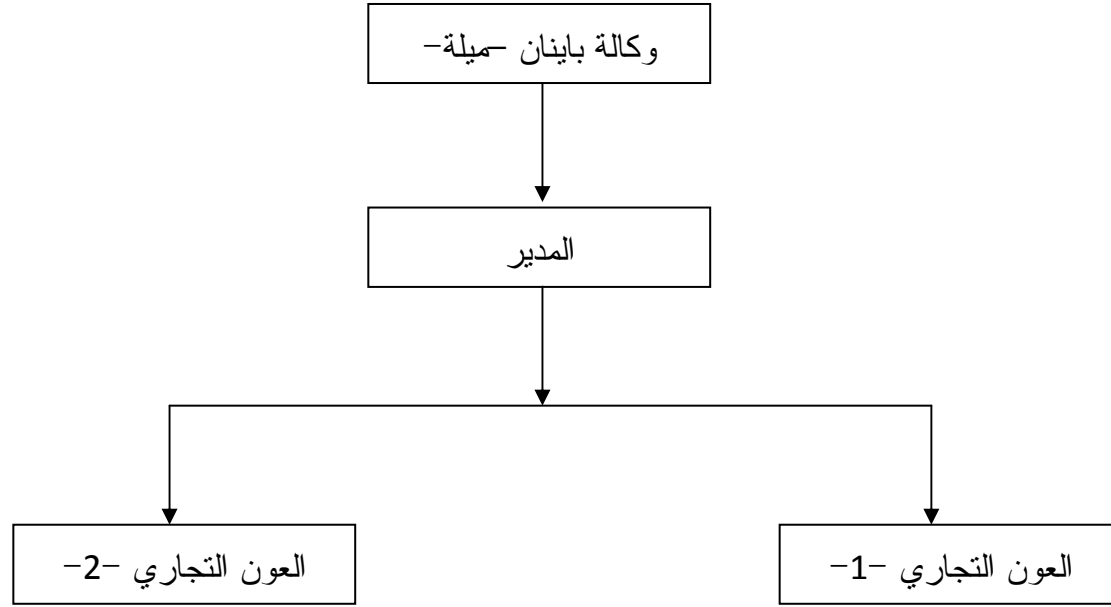 وكالة باينان –ميلة-
المدير
العون التجاري -1-
العون التجاري -2-